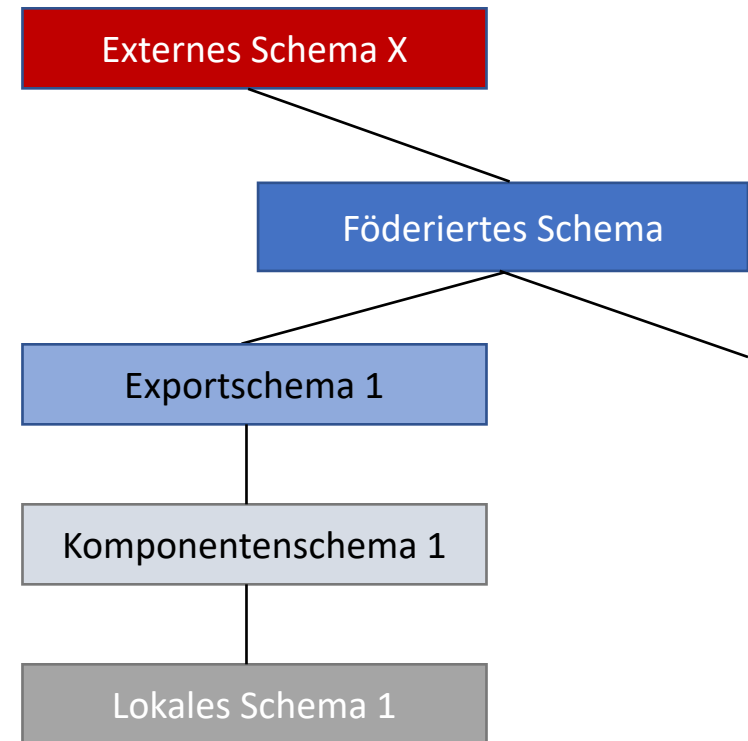 Externes Schema X
Föderiertes Schema
Exportschema 1
Komponentenschema 1
Lokales Schema 1